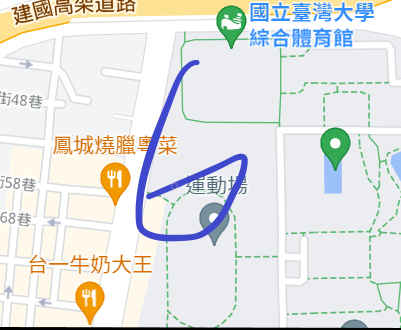 建國高架道路
國立臺灣大學
綜合體育館
街48巷
鳳城燒臘粵菜
街58巷
運動場
68巷
台一牛奶大王